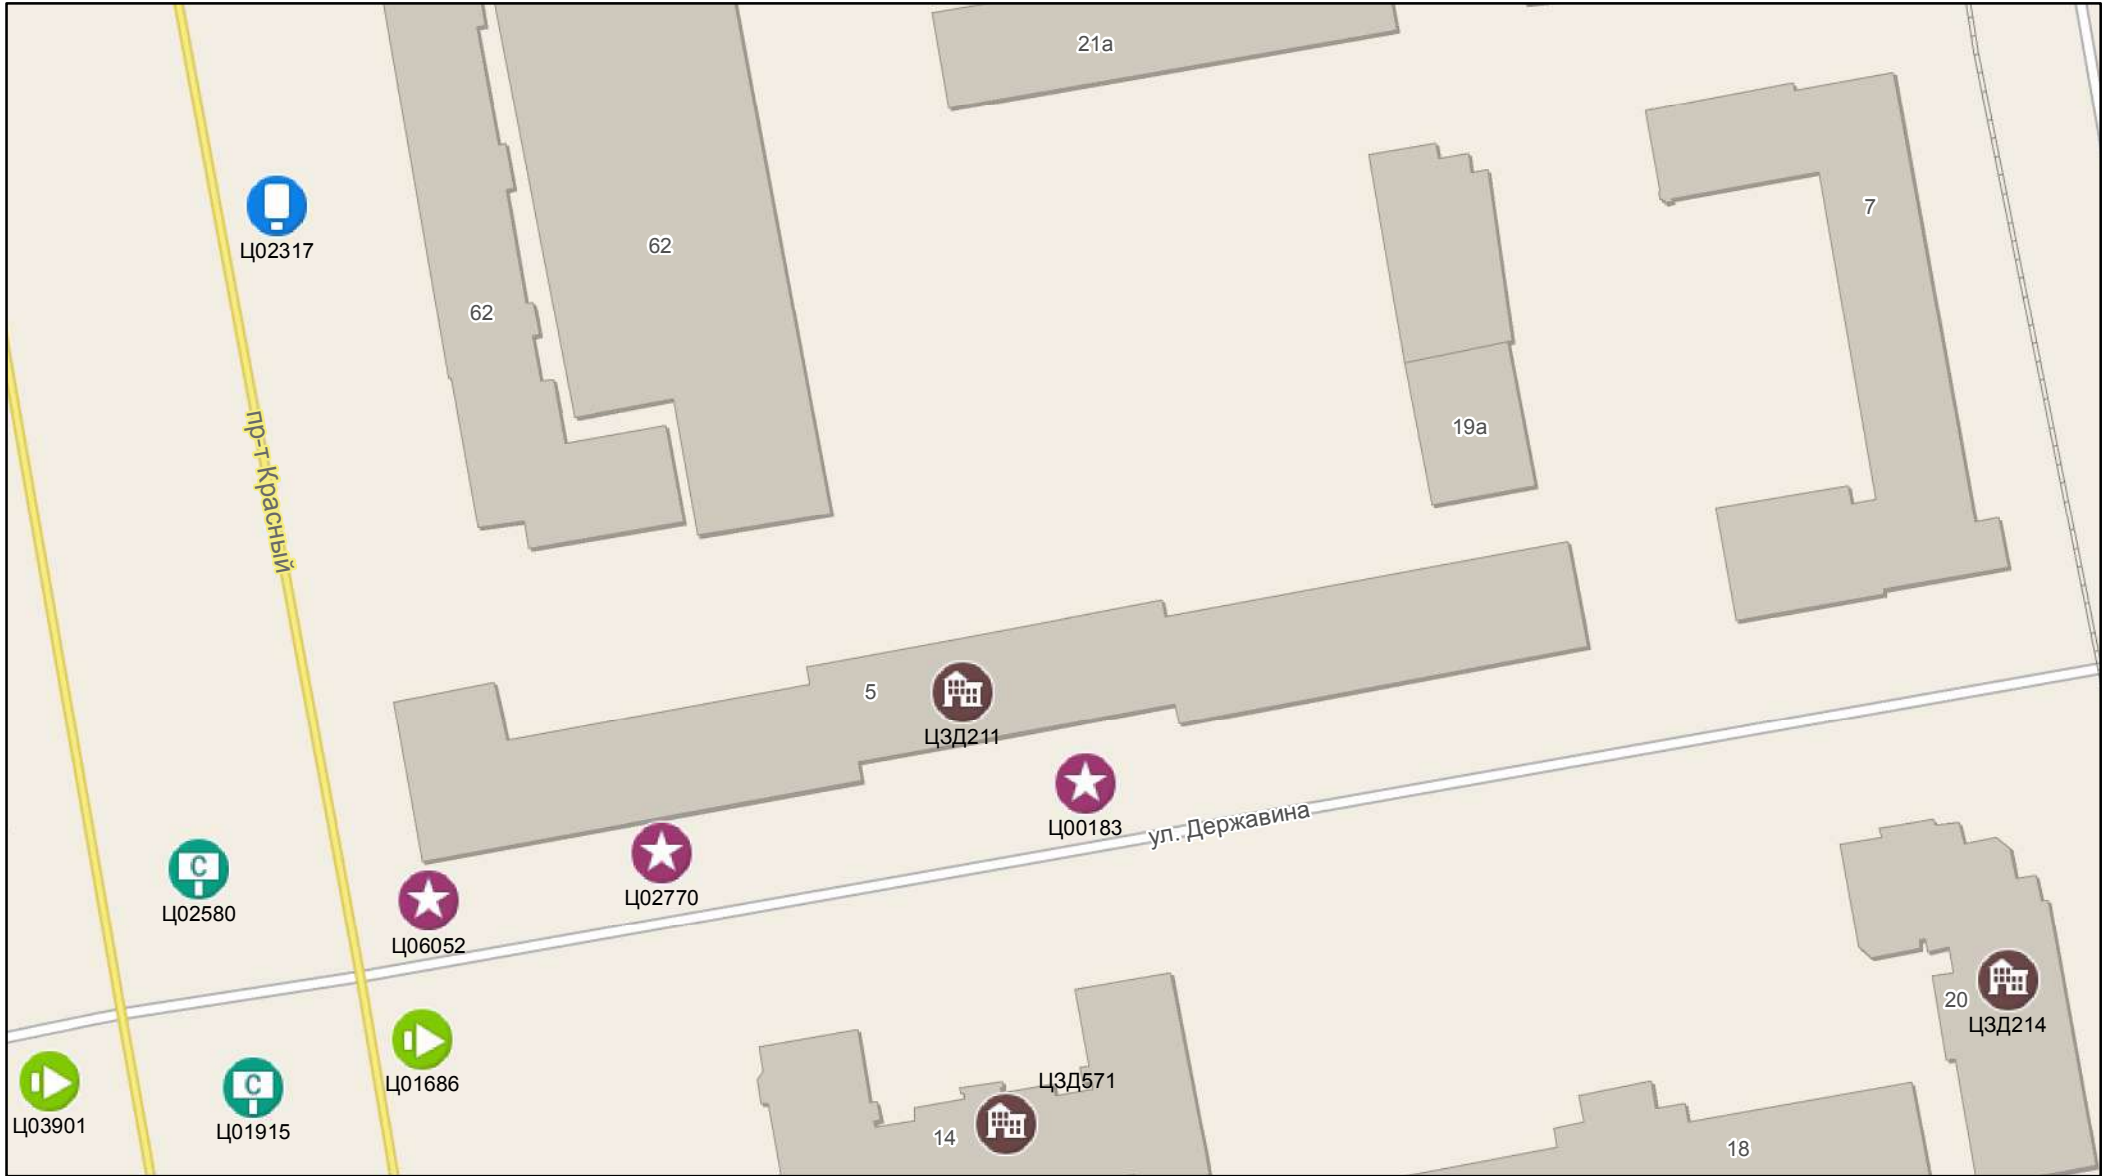 21а
7
Ц02317
62
62
19а
пр-т Красный
5
ЦЗД211
Ц00183
ул. Державина
Ц02580
Ц02770
Ц06052
20
ЦЗД214
Ц03901
С
С
Ц01915
Ц01686
ЦЗД571
14
18